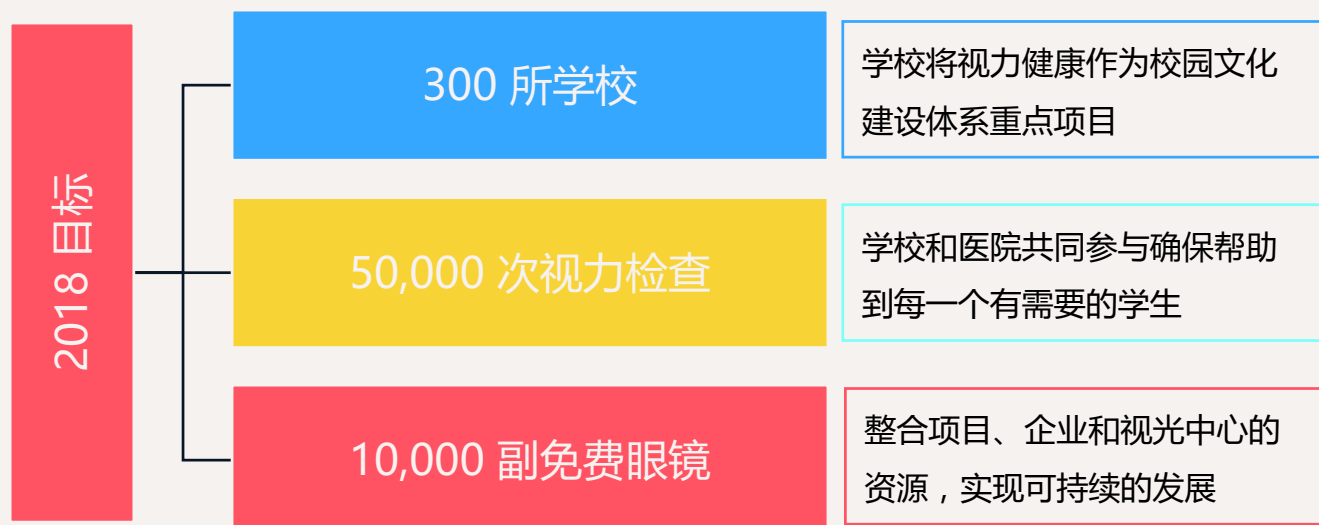 2018 目标
300 所学校
学校将视力健康作为校园文化
建设体系重点项目
50,000 次视力检查
学校和医院共同参与确保帮助
到每一个有需要的学生
10,000 副免费眼镜
整合项目、企业和视光中心的
资源，实现可持续的发展